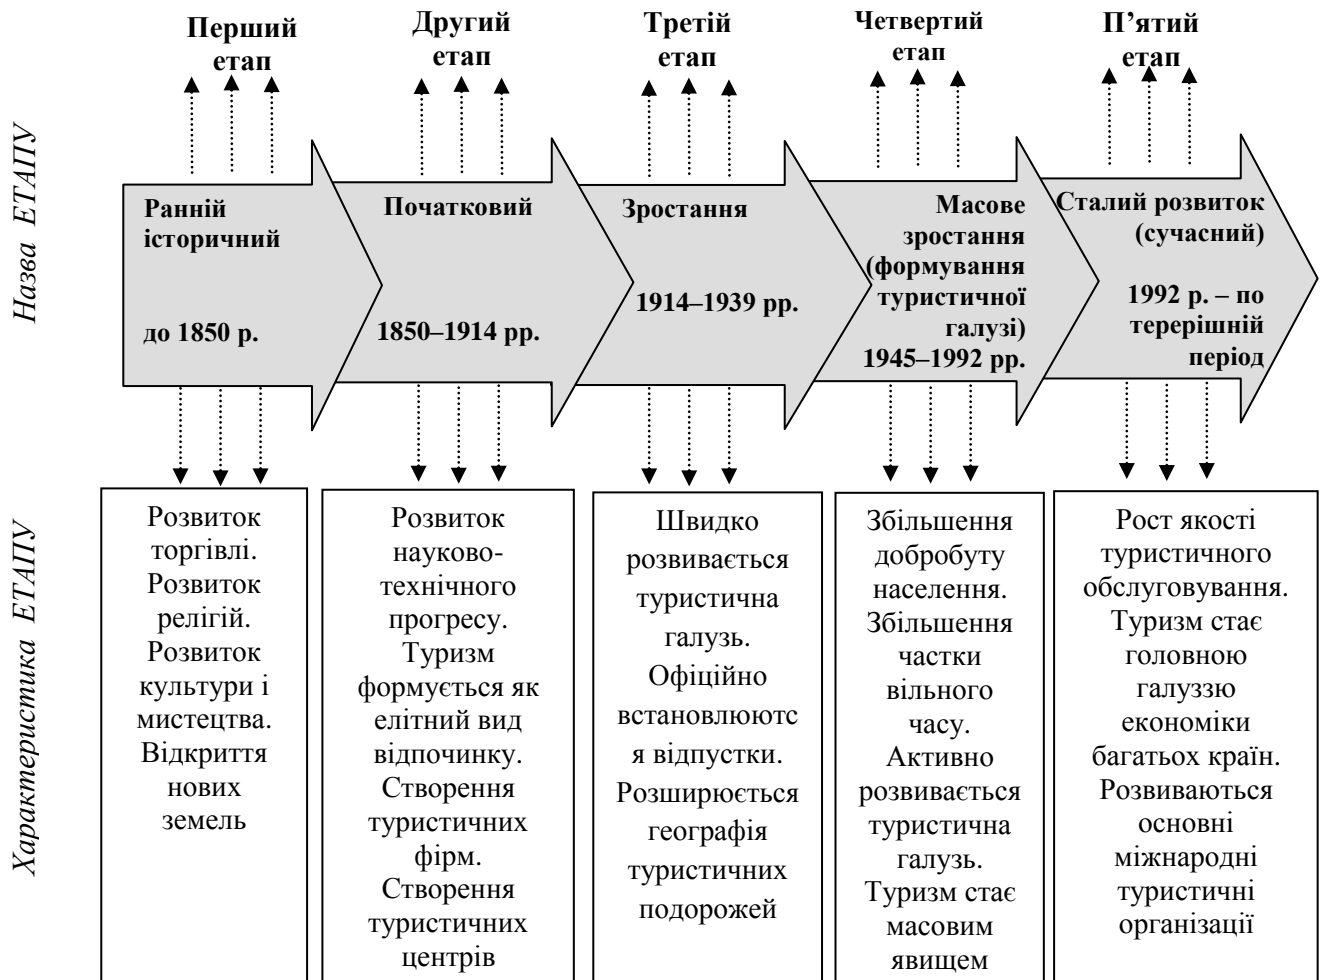 Перший
етап
Другий
етап
Третій
етап
Четвертий
етап
П’ятий
етап
Назва ЕТАПУ
Ранній
історичний
до 1850 р.
Початковий
1850–1914 рр.
Зростання
1914–1939 рр.
Масове
зростання
(формування
туристичної
галузі)
1945–1992 рр.
Сталий розвиток
(сучасний)
1992 р. – по
терерішній
період
Характеристика ЕТАПУ
Розвиток
торгівлі.
Розвиток
релігій.
Розвиток
культури і
мистецтва.
Відкриття
нових
земель
Розвиток
науково-
технічного
прогресу.
Туризм
формується як
елітний вид
відпочинку.
Створення
туристичних
фірм.
Створення
туристичних
центрів
Швидко
розвивається
туристична
галузь.
Офіційно
встановлюютс
я відпустки.
Розширюється
географія
туристичних
подорожей
Збільшення
добробуту
населення.
Збільшення
частки
вільного
часу.
Активно
розвивається
туристична
галузь.
Туризм стає
масовим
явищем
Рост якості
туристичного
обслуговування.
Туризм стає
головною
галуззю
економіки
багатьох країн.
Розвиваються
основні
міжнародні
туристичні
організації